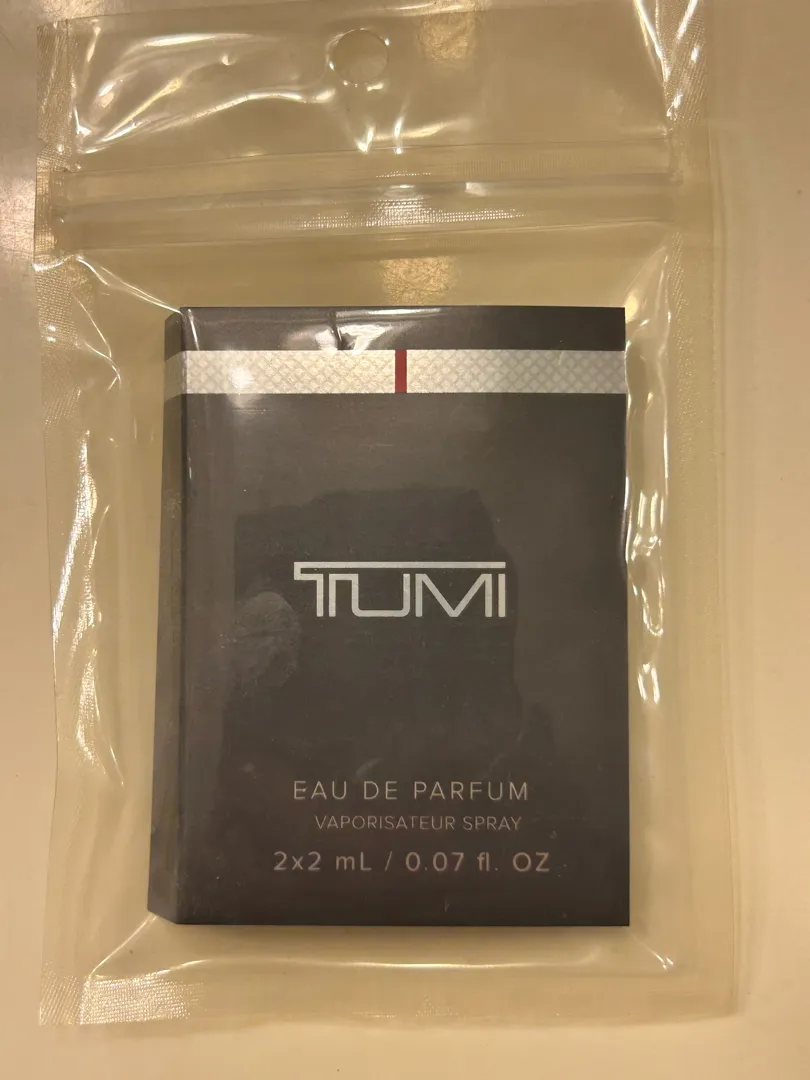 TUMI
EAU DE PARFUM
VAPORISATEUR SPRAY
2x2 mL / 0.07 fl. OZ